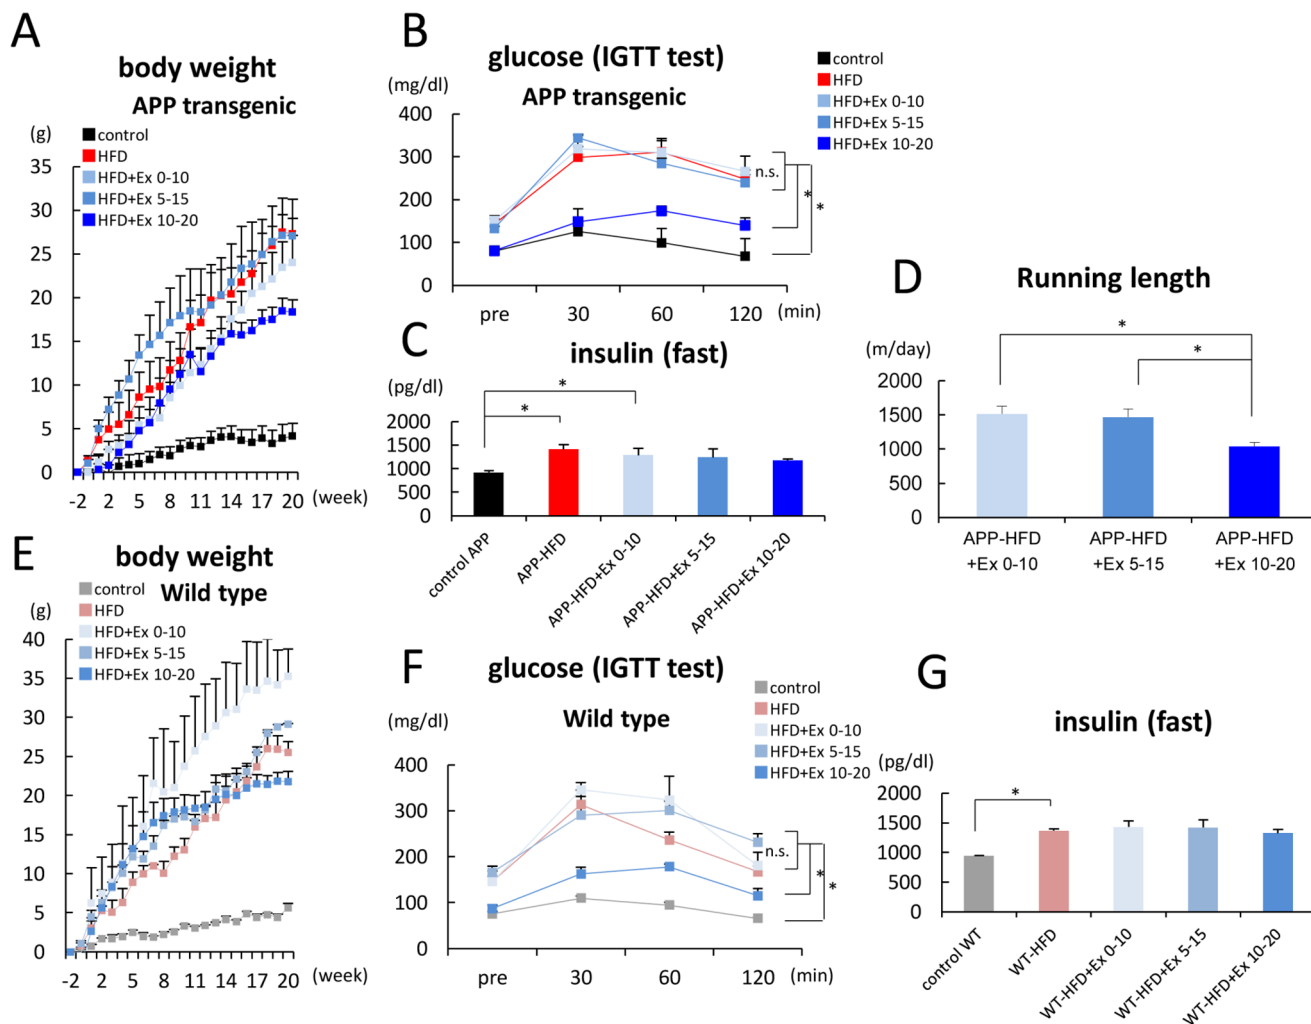 A
body weight
APP transgenic
(g)
control
HFD
HFD+Ex 0-10
HFD+Ex 5-15
HFD+Ex 10-20
35
30
25
20
15
10
5
0
-2 2 5 8 11 14 17 20 (week)
B
glucose (IGTT test)
(mg/dl)
APP transgenic
control
HFD
HFD+Ex 0-10
HFD+Ex 5-15
HFD+Ex 10-20
400
300
200
100
0
n.s.
* *
pre 30 60 120 (min)
C
insulin (fast)
(pg/dl)
*
*
2000
1500
1000
500
0
control APP
APP-HFD
APP-HFD+Ex 0-10
APP-HFD+Ex 5-15
APP-HFD+Ex 10-20
D
Running length
(m/day)
*
*
2000
1500
1000
500
0
APP-HFD APP-HFD APP-HFD
+Ex 0-10 +Ex 5-15 +Ex 10-20
E
body weight
Wild type
(g)
control
HFD
HFD+Ex 0-10
HFD+Ex 5-15
HFD+Ex 10-20
40
35
30
25
20
15
10
5
0
-2 2 5 8 11 14 17 20 (week)
F
glucose (IGTT test)
(mg/dl)
Wild type
control
HFD
HFD+Ex 0-10
HFD+Ex 5-15
HFD+Ex 10-20
400
300
200
100
0
n.s.
* *
pre 30 60 120 (min)
G
insulin (fast)
(pg/dl)
*
2000
1500
1000
500
0
control WT
WT-HFD
WT-HFD+Ex 0-10
WT-HFD+Ex 5-15
WT-HFD+Ex 10-20